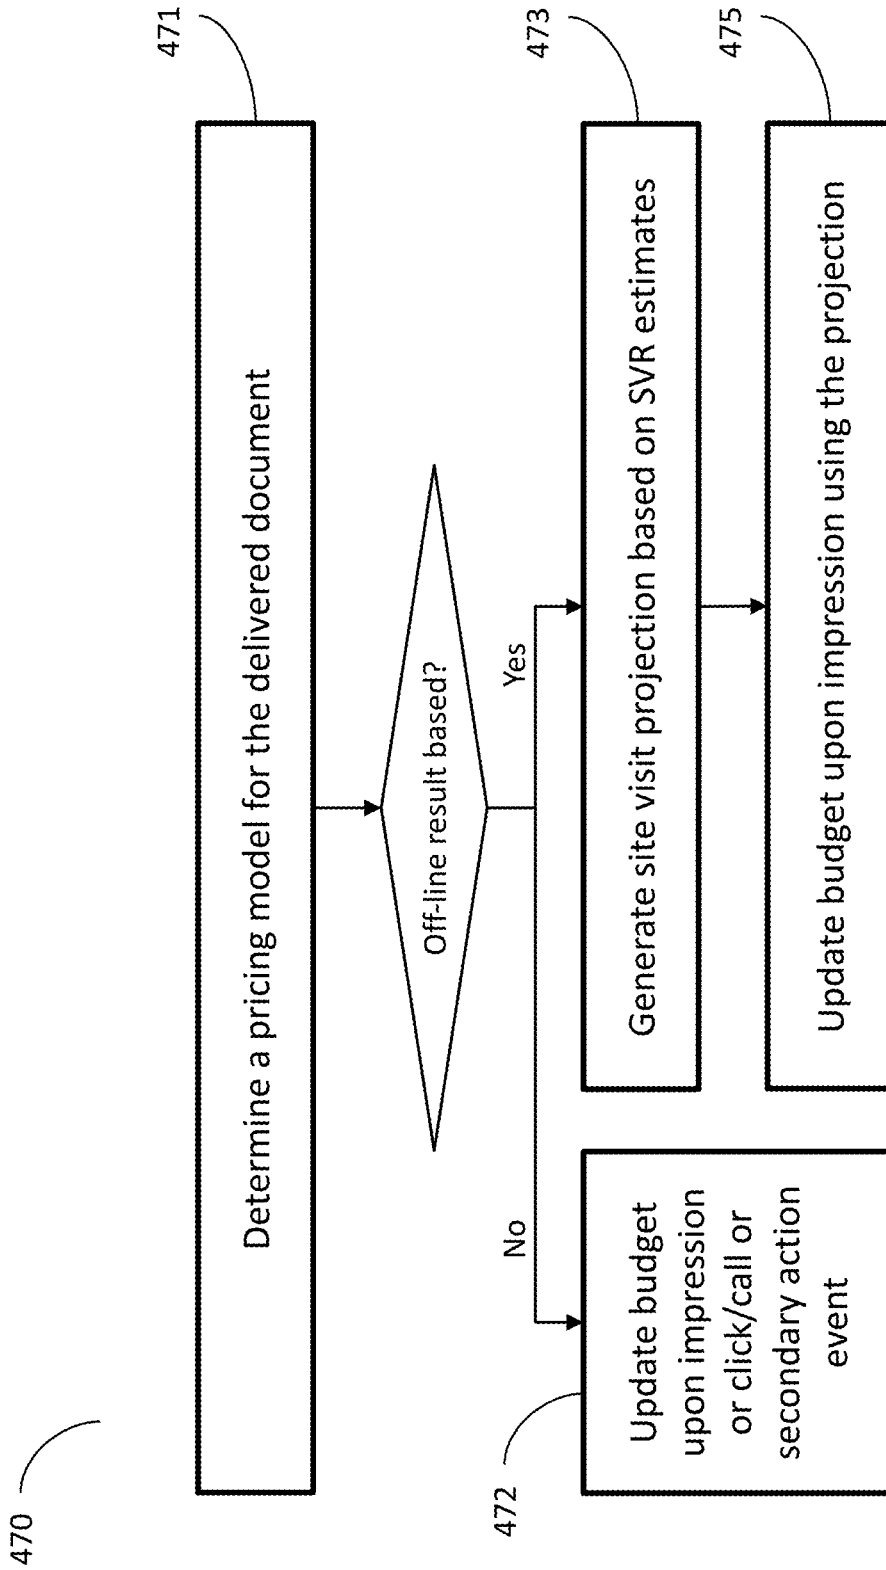 470
471
Determine a pricing model for the delivered document
Off-line result based?
No
Yes
472
Update budget
upon impression
or click/call or
secondary action
event
473
Generate site visit projection based on SVR estimates
475
Update budget upon impression using the projection